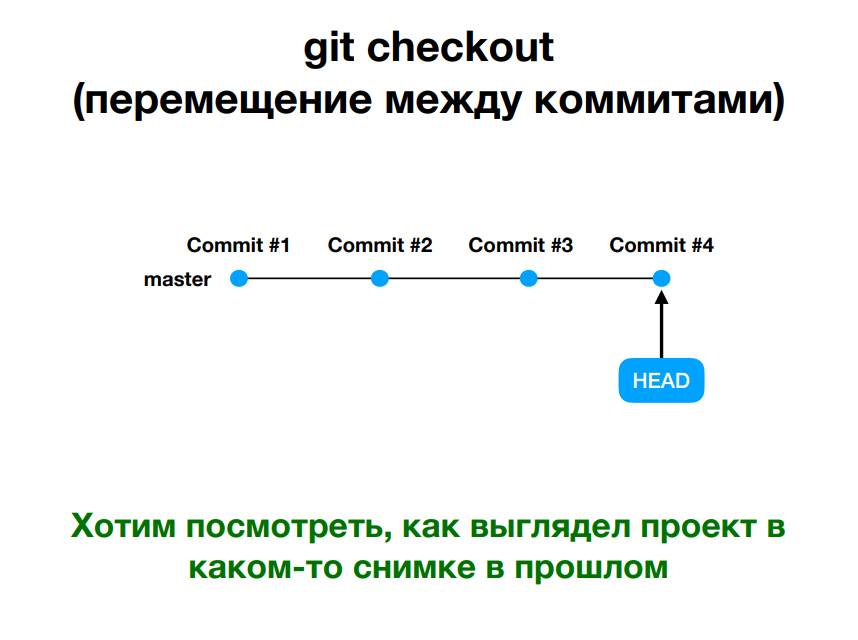 git checkout
(перемещение между коммитами)
Commit #1 Commit #2 Commit #3 Commit #4
master
HEAD
Хотим посмотреть, как выглядел проект в
каком-то снимке в прошлом